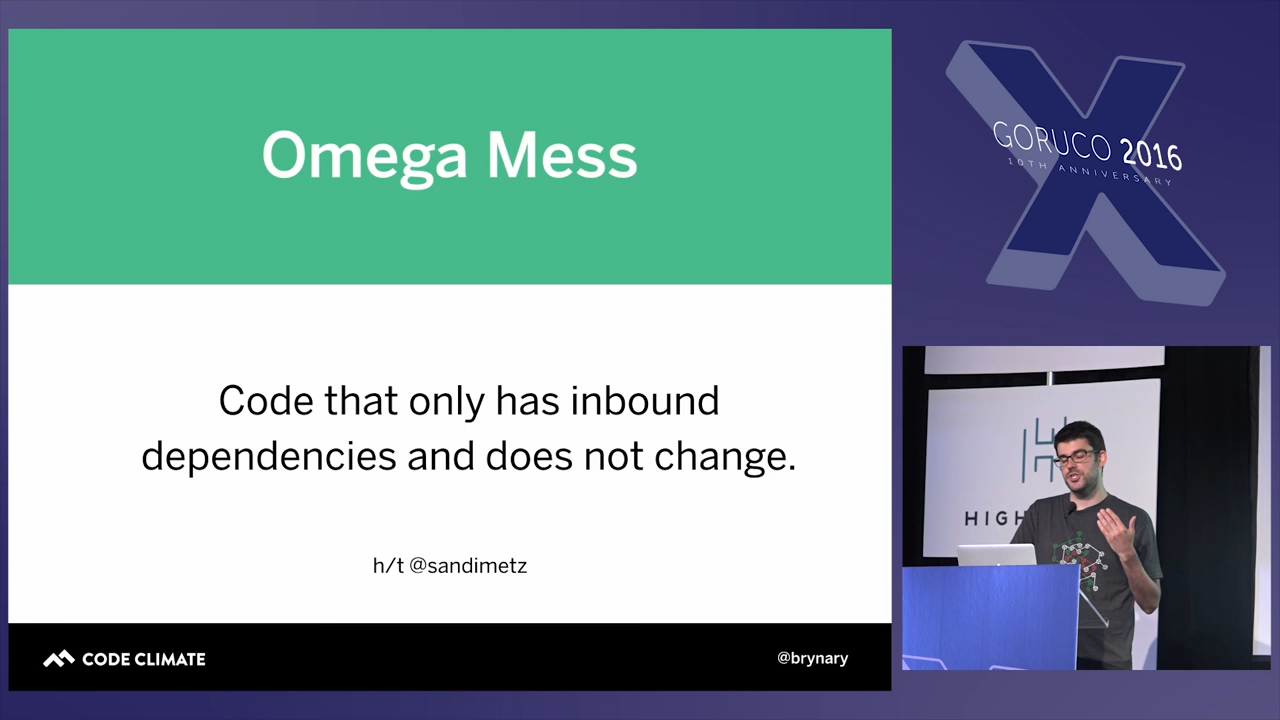 Omega Mess
Code that only has inbound
dependencies and does not change.
h/t @sandimetz
CODE CLIMATE
@brynary
GORUCO 2016
10TH ANNIVERSARY
HIGH